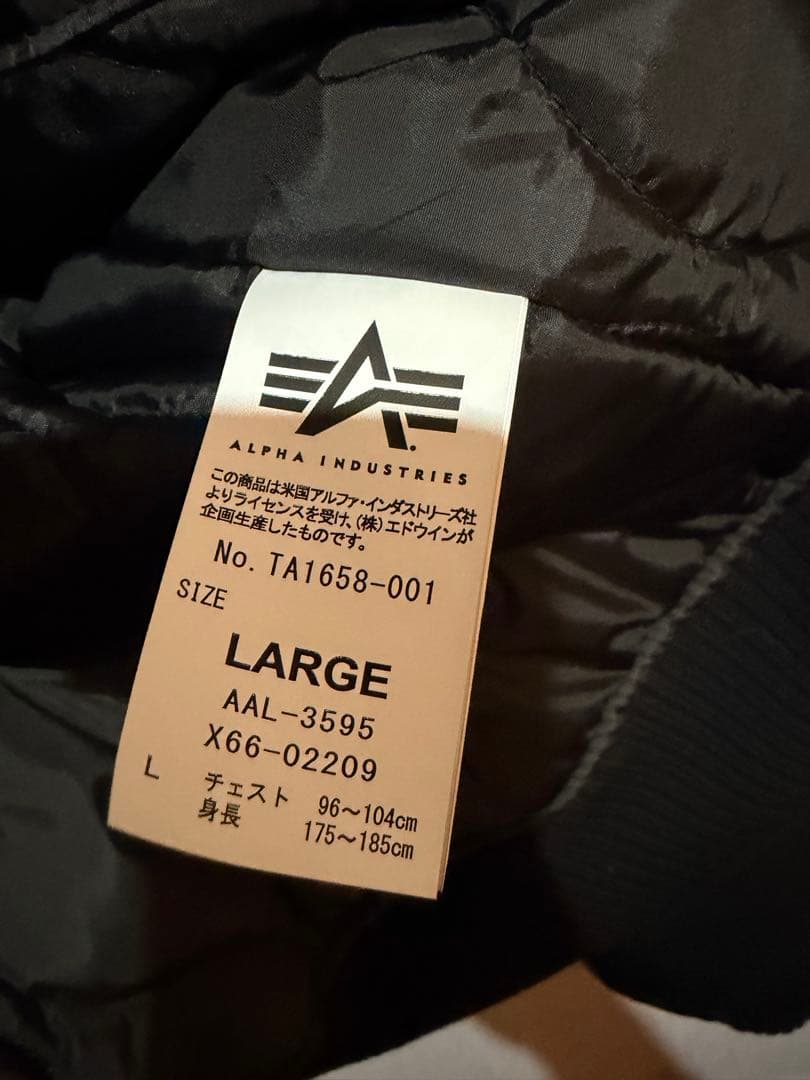 ALPHA INDUSTRIES
この商品は米国アルファ・インダストリーズ社
よりライセンスを受け、(株)エドウインが
企画生産したものです。
No. TA1658-001
SIZE
LARGE
AAL-3595
X66-02209
L チェスト 96～104cm
身長 175～185cm